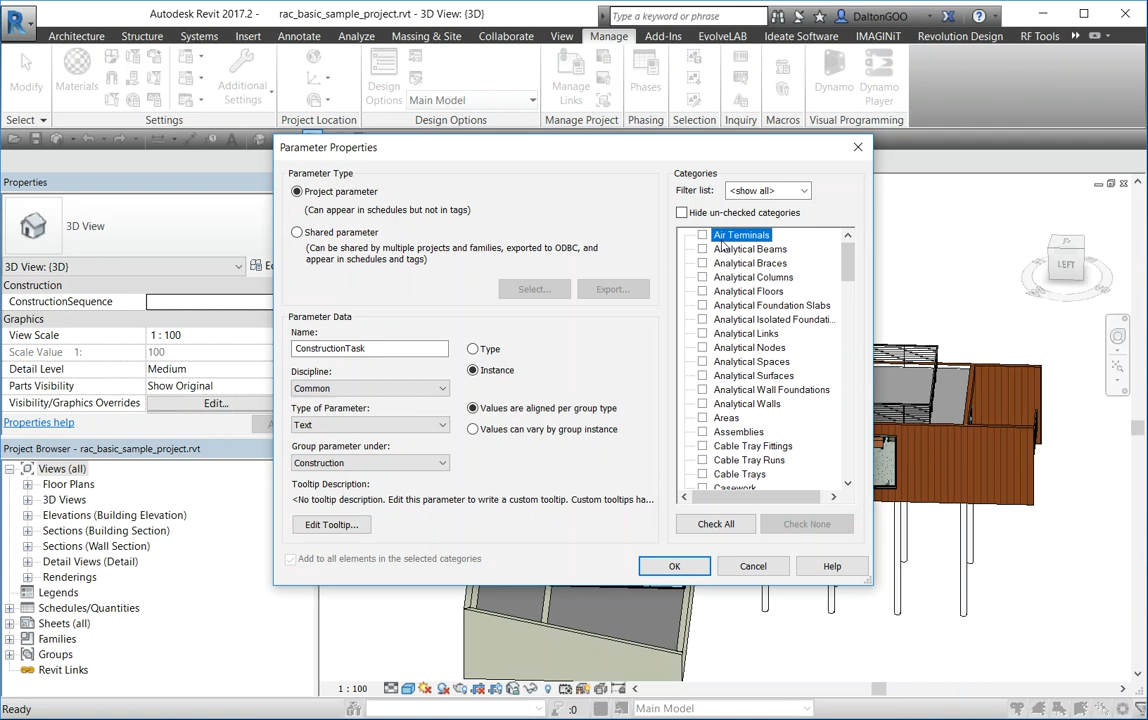 Autodesk Revit 2017.2 - rac_basic_sample_project.rvt - 3D View: {3D}
Type a keyword or phrase
DaltonGOO
Architecture Structure Systems Insert Annotate Analyze Massing & Site Collaborate View Manage Add-Ins EvolveLAB Ideate Software IMAGINiT Revolution Design RF Tools
Modify Materials Additional Settings Design Options Main Model Manage Links Phases Dynamo Dynamo Player
Select Settings Project Location Design Options Manage Project Phasing Selection Inquiry Macros Visual Programming
Properties
3D View
3D View: {3D}
Construction
ConstructionSequence
Graphics
View Scale 1 : 100
Scale Value 1: 100
Detail Level Medium
Parts Visibility Show Original
Visibility/Graphics Overrides Edit...
Properties help
Project Browser - rac_basic_sample_project.rvt
Views (all)
Floor Plans
3D Views
Elevations (Building Elevation)
Sections (Building Section)
Sections (Wall Section)
Detail Views (Detail)
Renderings
Legends
Schedules/Quantities
Sheets (all)
Families
Groups
Revit Links
Parameter Properties
Parameter Type
Project parameter
(Can appear in schedules but not in tags)
Shared parameter
(Can be shared by multiple projects and families, exported to ODBC, and
appear in schedules and tags)
Select... Export...
Parameter Data
Name:
ConstructionTask
Type
Discipline:
Instance
Common
Type of Parameter:
Values are aligned per group type
Text
Values can vary by group instance
Group parameter under:
Construction
Tooltip Description:
<No tooltip description. Edit this parameter to write a custom tooltip. Custom tooltips ha...
Edit Tooltip...
Add to all elements in the selected categories
Categories
Filter list: <show all>
Hide un-checked categories
Air Terminals
Analytical Beams
Analytical Braces
Analytical Columns
Analytical Floors
Analytical Foundation Slabs
Analytical Isolated Foundati...
Analytical Links
Analytical Nodes
Analytical Spaces
Analytical Surfaces
Analytical Wall Foundations
Analytical Walls
Areas
Assemblies
Cable Tray Fittings
Cable Tray Runs
Cable Trays
Casework
Check All Check None
OK Cancel Help
LEFT
1 : 100
Ready
:0
Main Model